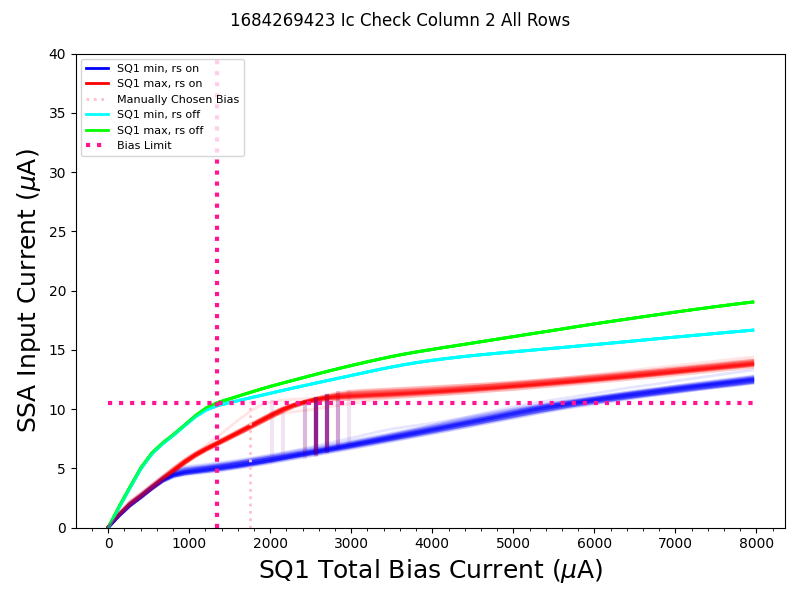 1684269423 Ic Check Column 2 All Rows
SSA Input Current (μA)
40
35
30
25
20
15
10
5
0
SQ1 min, rs on
SQ1 max, rs on
Manually Chosen Bias
SQ1 min, rs off
SQ1 max, rs off
Bias Limit
0 1000 2000 3000 4000 5000 6000 7000 8000
SQ1 Total Bias Current (μA)